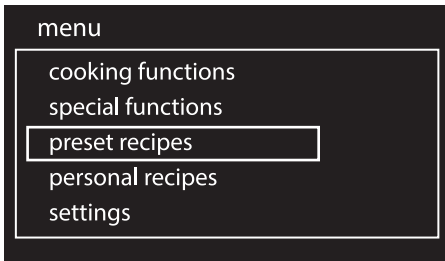 menu
cooking functions
special functions
preset recipes
personal recipes
settings